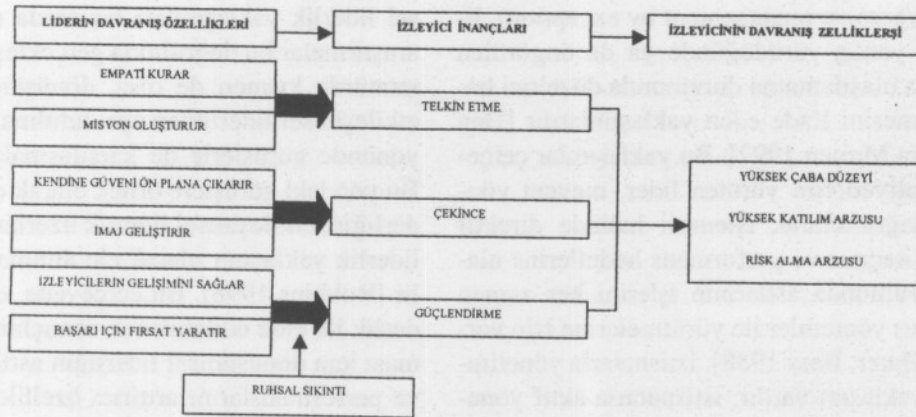 LİDERİN DAVRANIŞ ÖZELLİKLERİ
İZLEYİCİ İNANÇLARI
İZLEYİCİNİN DAVRANIŞ ZELLİKLERŞİ
EMPATİ KURAR
MİSYON OLUŞTURUR
TELKİN ETME
KENDİNE GÜVENİ ÖN PLANA ÇIKARIR
İMAJ GELİŞTİRİR
ÇEKİNCE
YÜKSEK ÇABA DÜZEYİ
YÜKSEK KATILIM ARZUSU
RİSK ALMA ARZUSU
İZLEYİCİLERİN GELİŞİMİNİ SAĞLAR
BAŞARI İÇİN FIRSAT YARATIR
GÜÇLENDİRME
RUHSAL SIKINTI